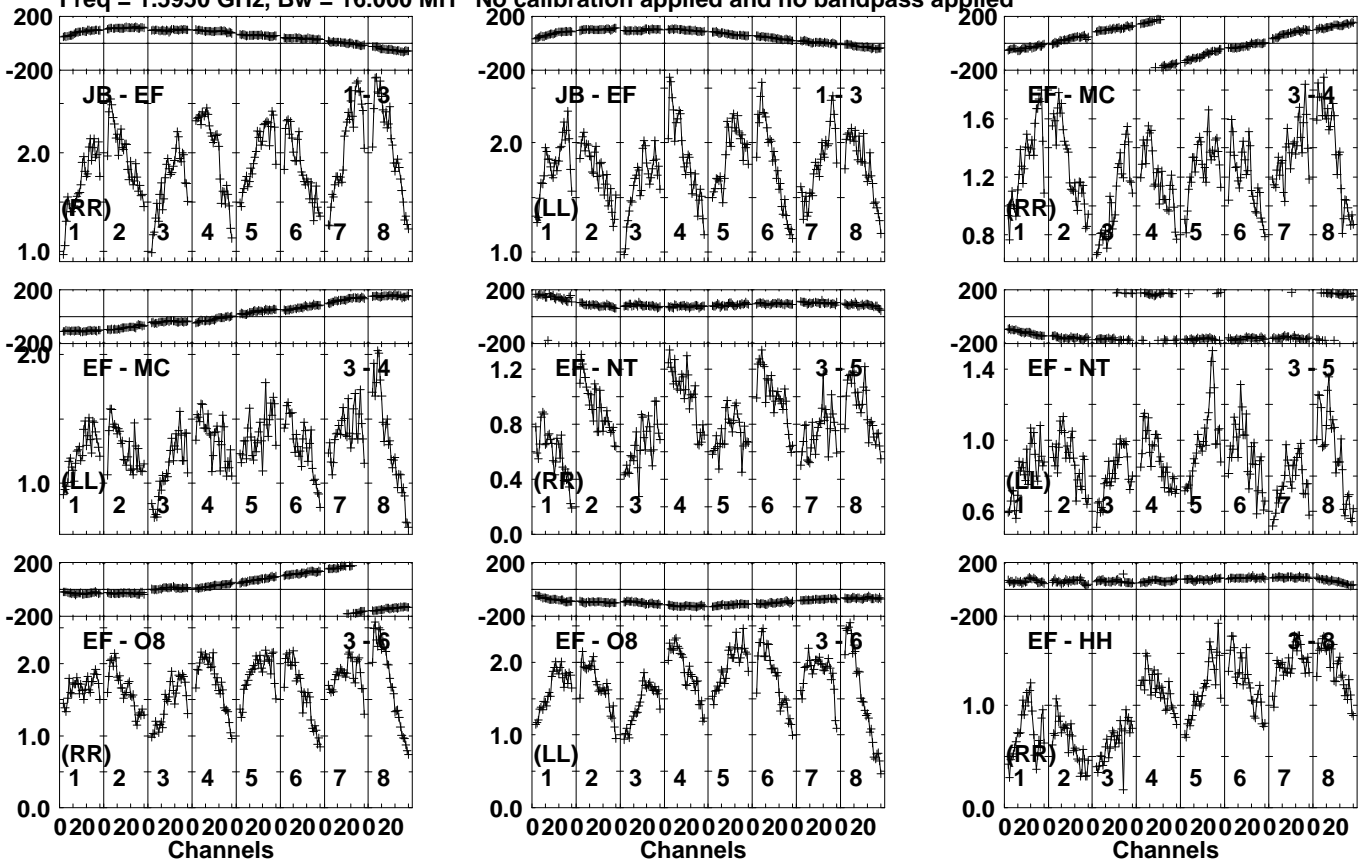 Freq = 1.5950 GHz, Bw = 16.000 MH No calibration applied and no bandpass applied
200 200 200
-200 -200 -200
JB - EF 1 - 3 JB - EF 1 - 3 EF - MC 3 - 4
2.0 2.0 1.6
1.2
(RR) (LL) (RR)
1 2 3 4 5 6 7 8 1 2 3 4 5 6 7 8 0.8 1 2 3 4 5 6 7 8
1.0 1.0
200 200 200
-200 -200 -200
2.0 EF - MC 3 - 4 1.2 EF - NT 3 - 5 1.4 EF - NT 3 - 5
0.8 1.0
1.0 (LL) 0.4 (RR) (LL)
1 2 3 4 5 6 7 8 1 2 3 4 5 6 7 8 0.6 1 2 3 4 5 6 7 8
0.0
200 200 200
-200 -200 -200
EF - O8 3 - 6 EF - O8 3 - 6 EF - HH 3 - 8
2.0 2.0
1.0 1.0 1.0
(RR) (LL) (RR)
1 2 3 4 5 6 7 8 1 2 3 4 5 6 7 8 1 2 3 4 5 6 7 8
0.0 0.0 0.0
0 20 0 20 0 20 0 20 0 20 0 20 0 20 0 20 0 20 0 20 0 20 0 20 0 20 0 20 0 20 0 20 0 20 0 20 0 20 0 20 0 20 0 20 0 20 0 20
Channels Channels Channels